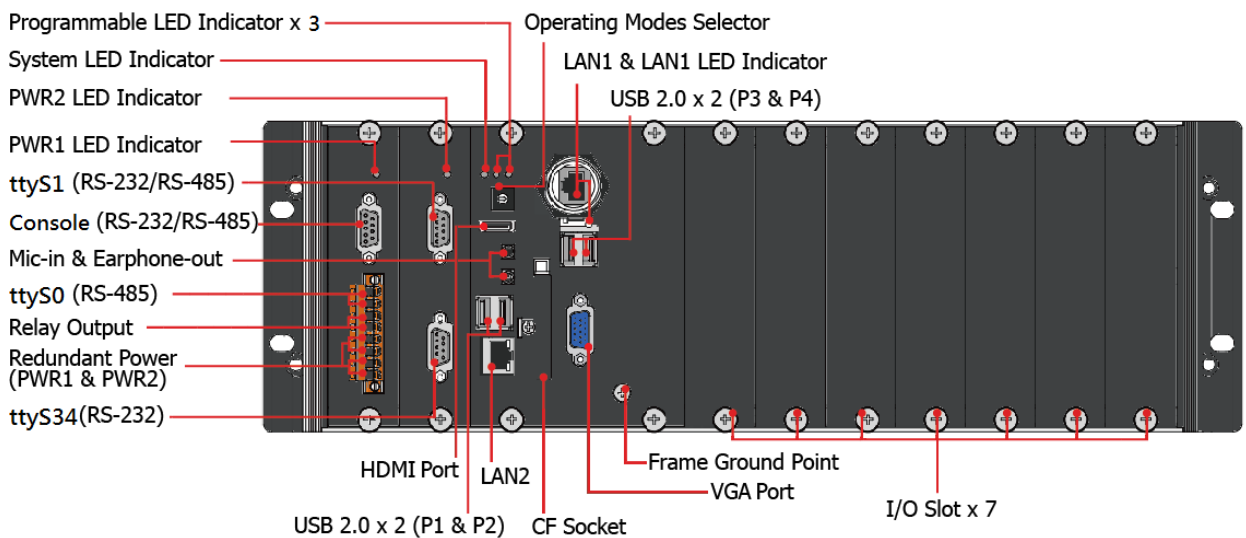 Programmable LED Indicator x 3
Operating Modes Selector
System LED Indicator
LAN1 & LAN1 LED Indicator
PWR2 LED Indicator
USB 2.0 x 2 (P3 & P4)
PWR1 LED Indicator
ttyS1 (RS-232/RS-485)
Console (RS-232/RS-485)
Mic-in & Earphone-out
ttyS0 (RS-485)
Relay Output
Redundant Power
(PWR1 & PWR2)
ttyS34(RS-232)
HDMI Port
LAN2
Frame Ground Point
VGA Port
I/O Slot x 7
USB 2.0 x 2 (P1 & P2)
CF Socket